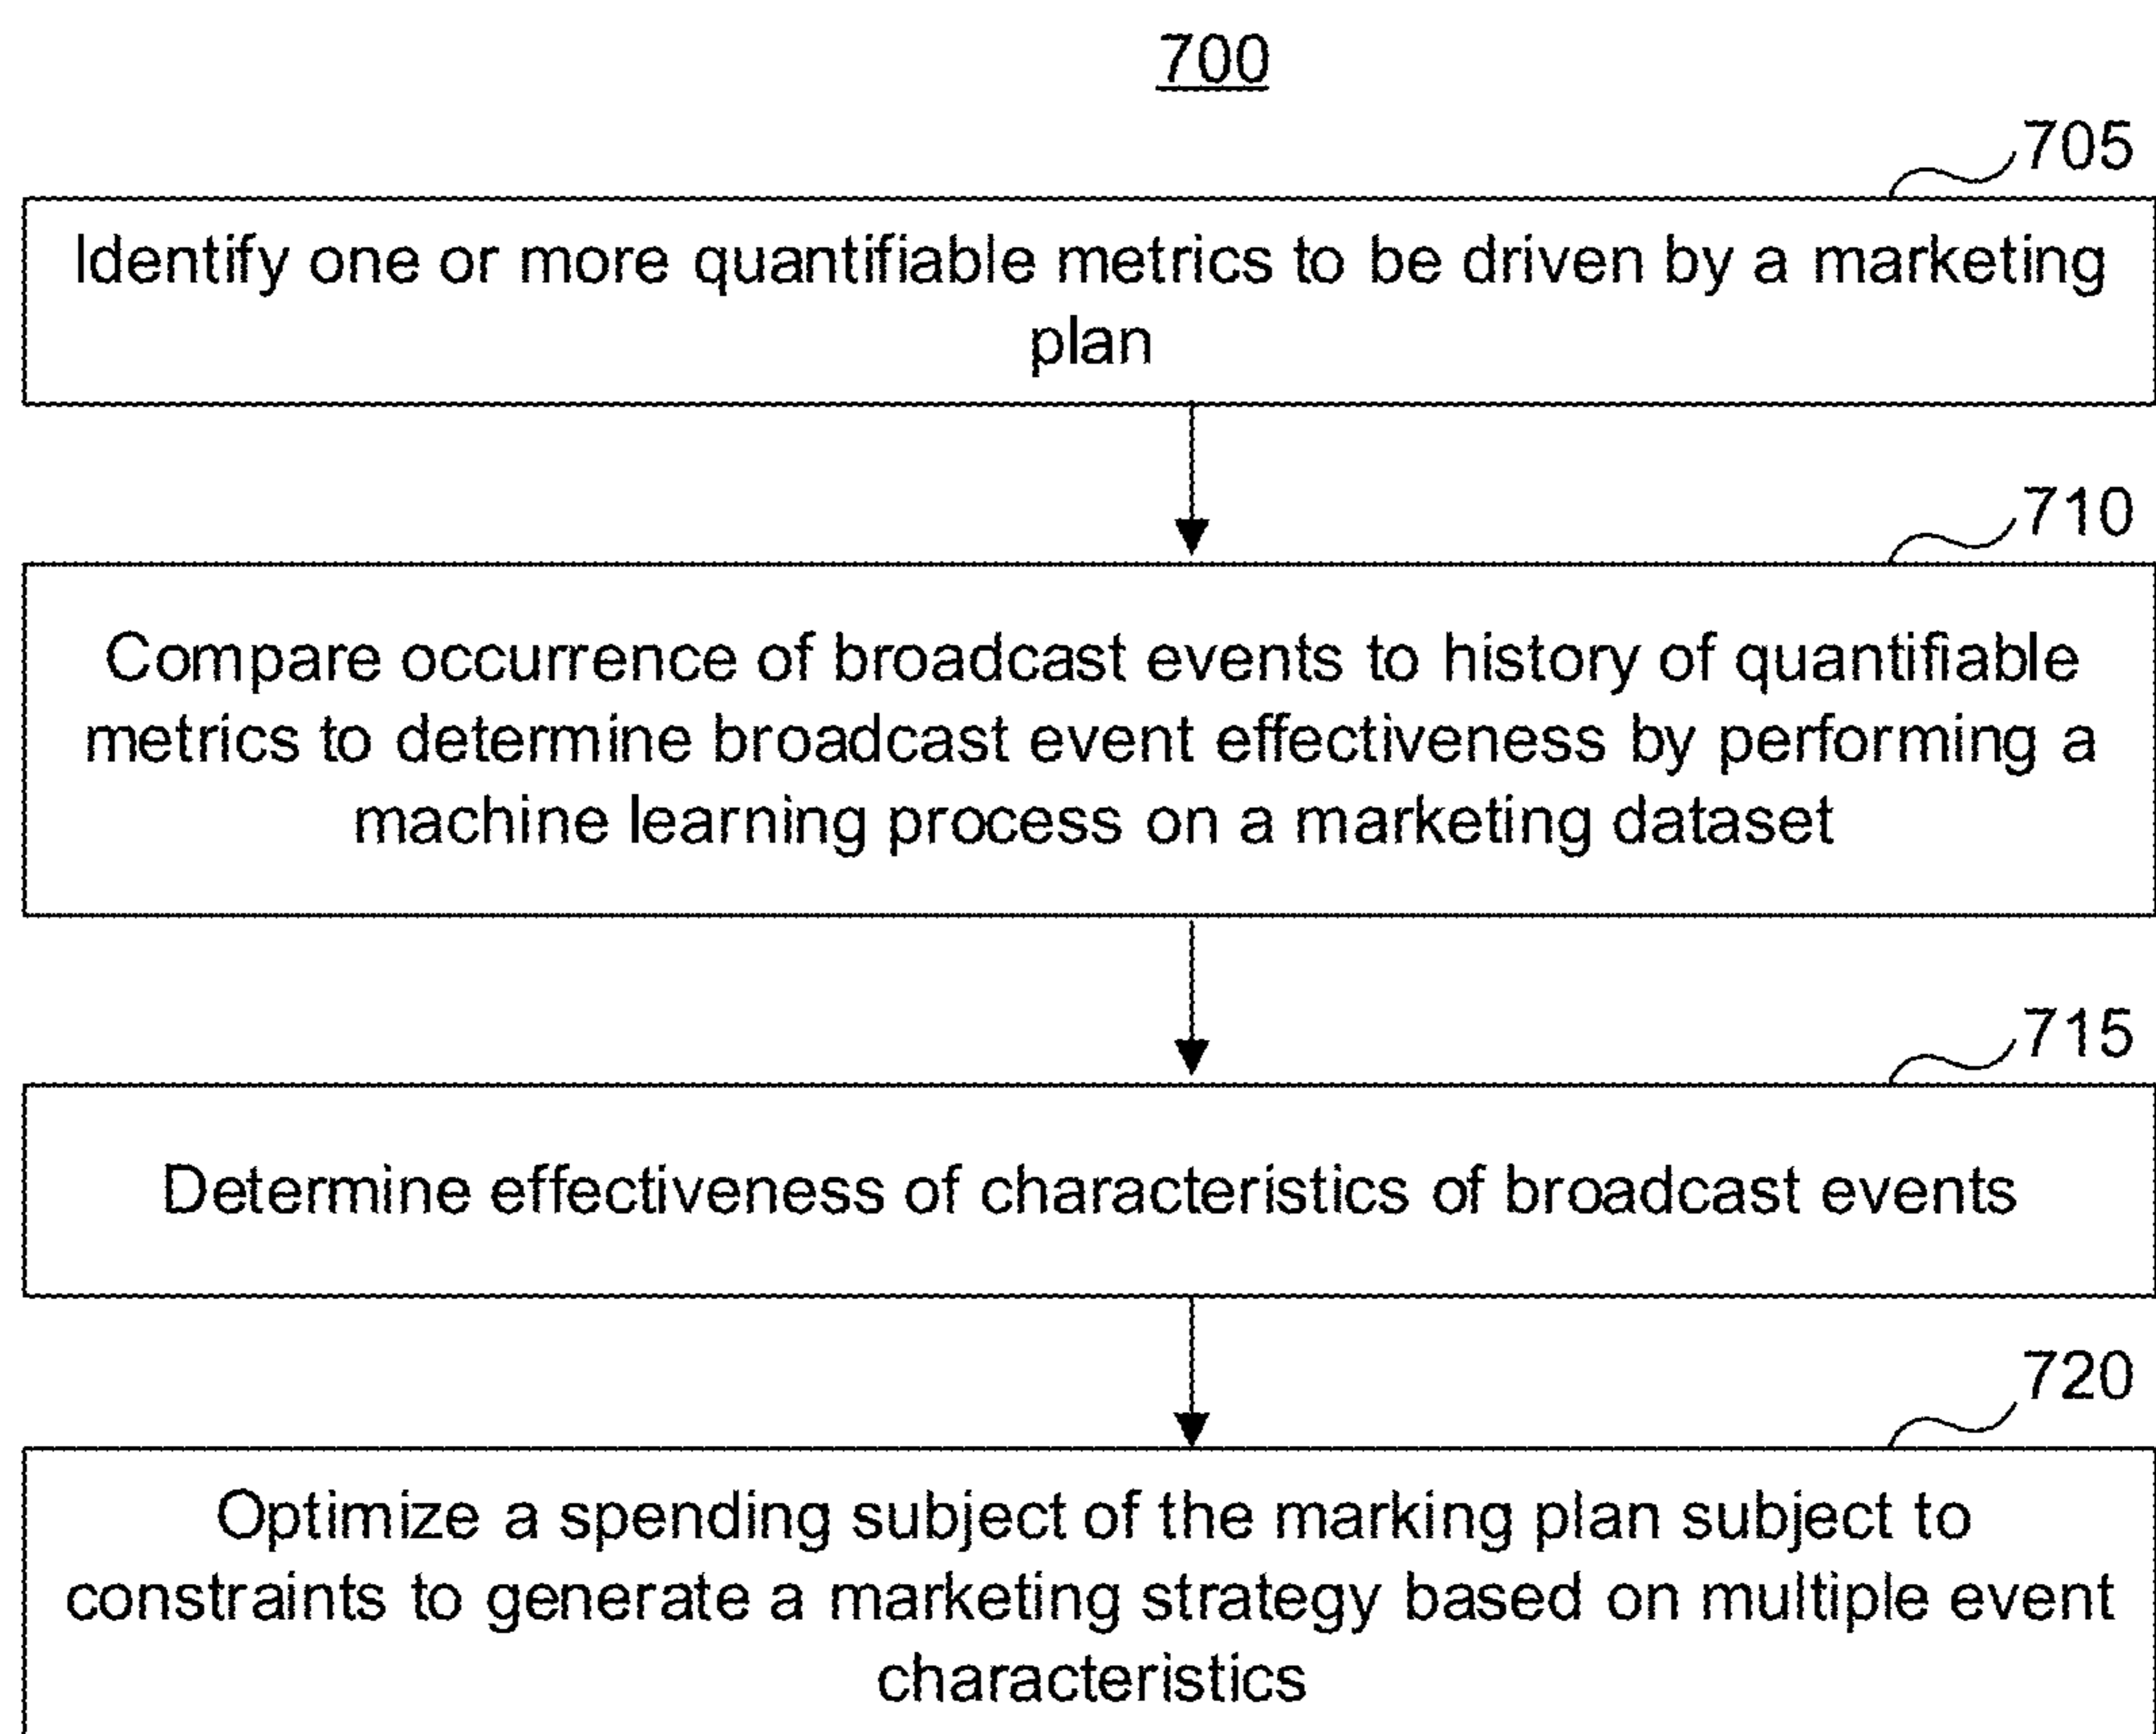 700
705
Identify one or more quantifiable metrics to be driven by a marketing
plan
710
Compare occurrence of broadcast events to history of quantifiable
metrics to determine broadcast event effectiveness by performing a
machine learning process on a marketing dataset
715
Determine effectiveness of characteristics of broadcast events
720
Optimize a spending subject of the marking plan subject to
constraints to generate a marketing strategy based on multiple event
characteristics